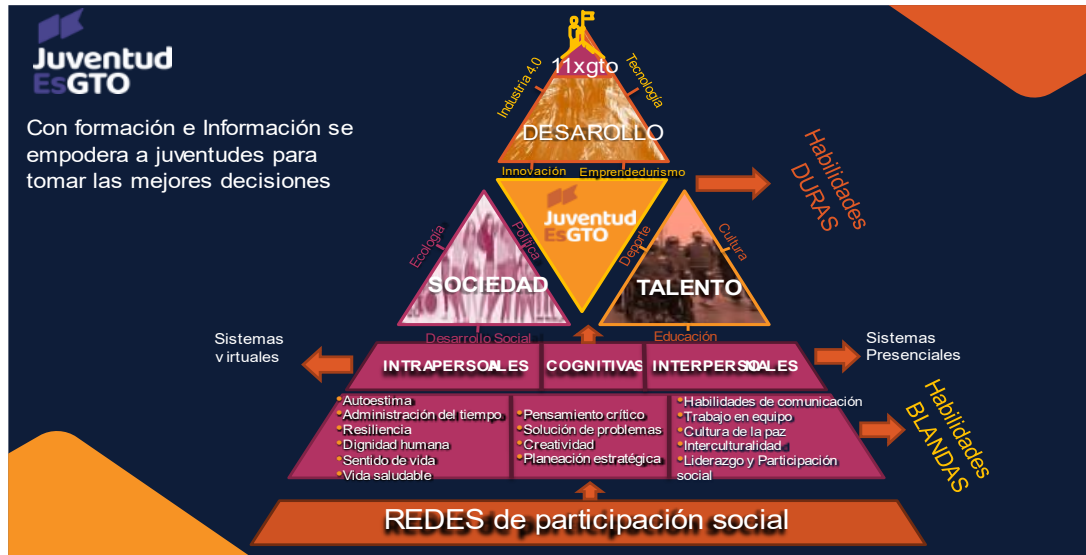 Juventud
EsGTO
Con formación e Información se
empodera a juventudes para
tomar las mejores decisiones
11xgto
Industria 4.0
Tecnología
DESAROLLO
Innovación
Emprendedurismo
Habilidades
DURAS
Juventud
EsGTO
Ecología
Política
SOCIEDAD
Desarrollo Social
Deporte
Cultura
TALENTO
Educación
Sistemas
virtuales
Sistemas
Presenciales
INTRAPERSONALES
COGNITIVAS
INTERPERSONALES
•Autoestima
•Administración del tiempo
•Resiliencia
•Dignidad humana
•Sentido de vida
•Vida saludable
•Pensamiento crítico
•Solución de problemas
•Creatividad
•Planeación estratégica
•Habilidades de comunicación
•Trabajo en equipo
•Cultura de la paz
•Interculturalidad
•Liderazgo y Participación
social
Habilidades
BLANDAS
REDES de participación social